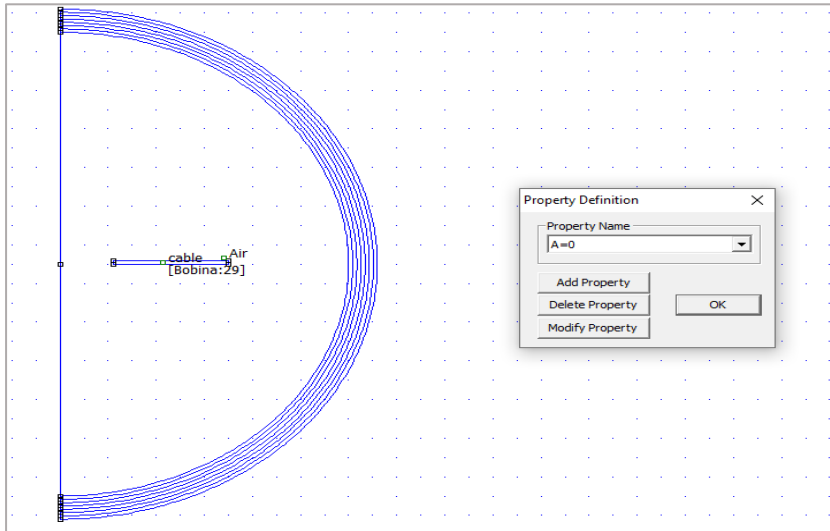 cable
Air
[Bobina:29]
Property Definition
Property Name
A=0
Add Property
Delete Property
OK
Modify Property